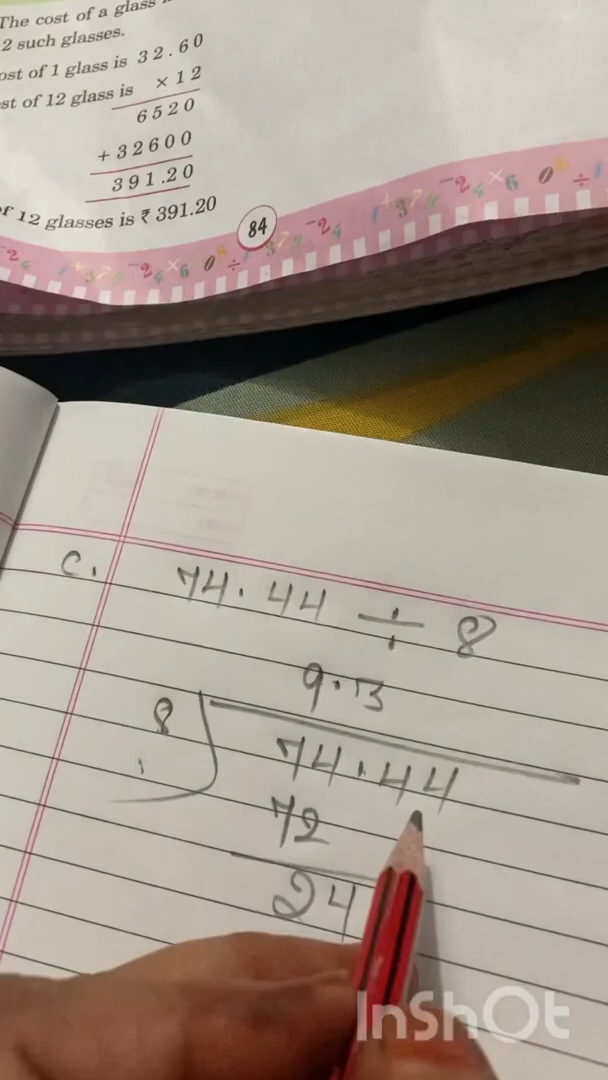 The cost of a glass
2 such glasses.
ost of 1 glass is 32.60
st of 12 glass is × 12
6520
+32600
391.20
f 12 glasses is ₹ 391.20
84
c. 74.44 ÷ 8
9.3
8 74.44
72
24
InShOt